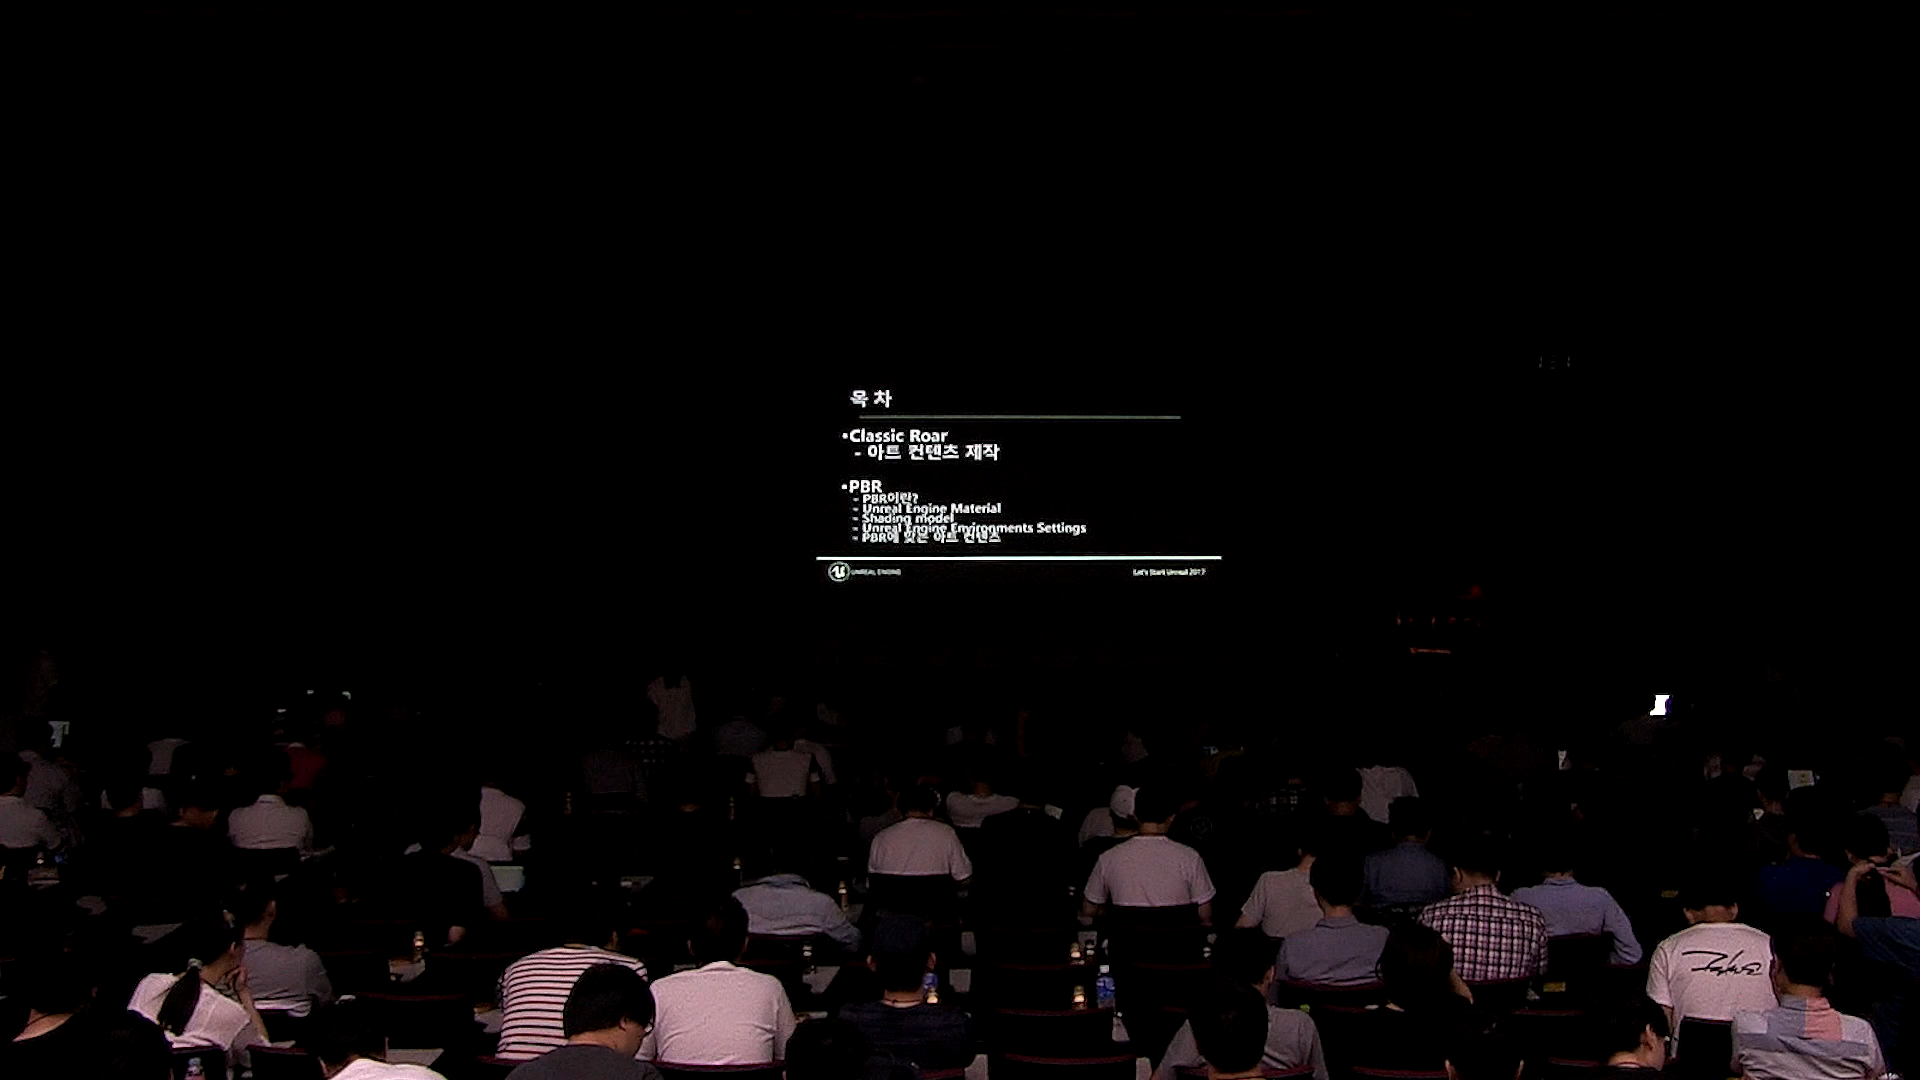 목 차
•Classic Roar
- 아트 컨텐츠 제작
•PBR
- PBR이란?
- Unreal Engine Material
- Shading model
- Unreal Engine Environments Settings
- PBR에 맞는 아트 컨텐츠
UNREAL ENGINE
Let's Start Unreal 2017